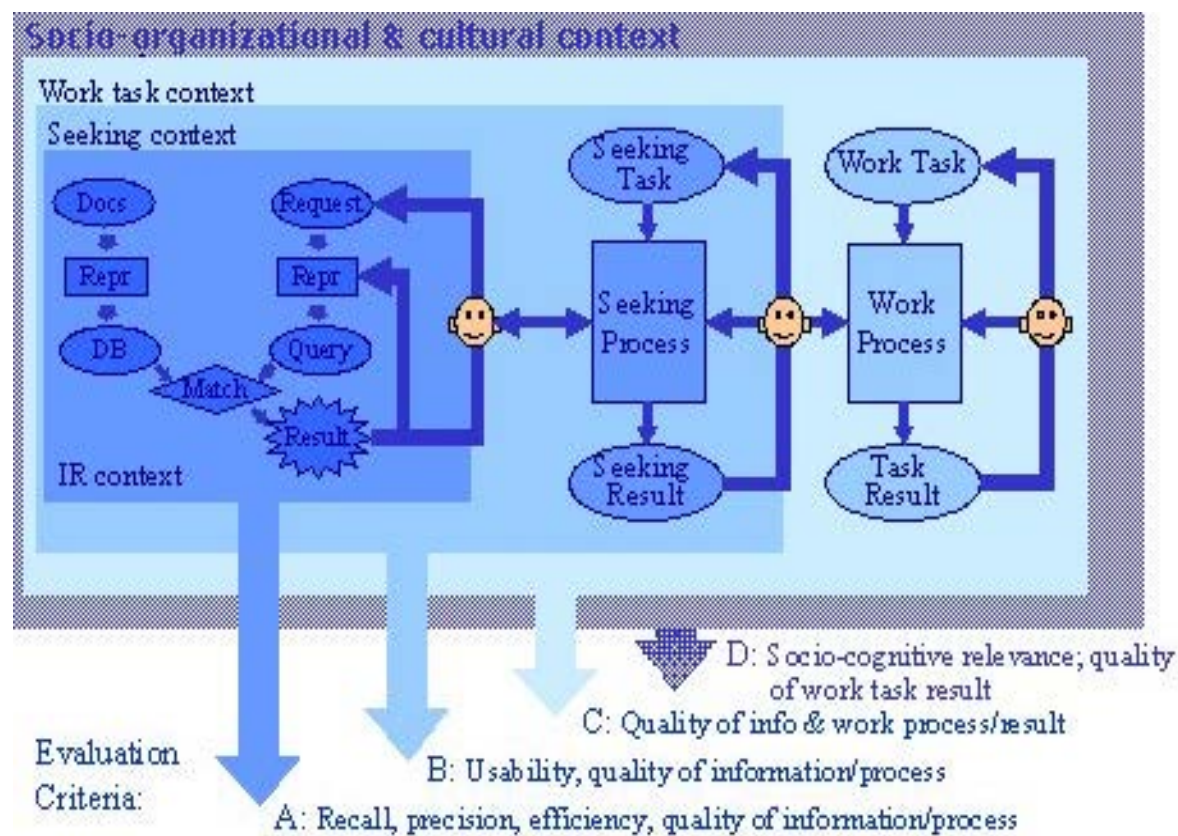 Socio-organizational & cultural context
Work task context
Seeking context
Docs
Repr
DB
Request
Repr
Query
Match
Result
IR context
Seeking
Task
Seeking
Process
Seeking
Result
Work Task
Work
Process
Task
Result
D: Socio-cognitive relevance; quality
of work task result
C: Quality of info & work process/result
B: Usability, quality of information/process
Evaluation
Criteria:
A: Recall, precision, efficiency, quality of information/process